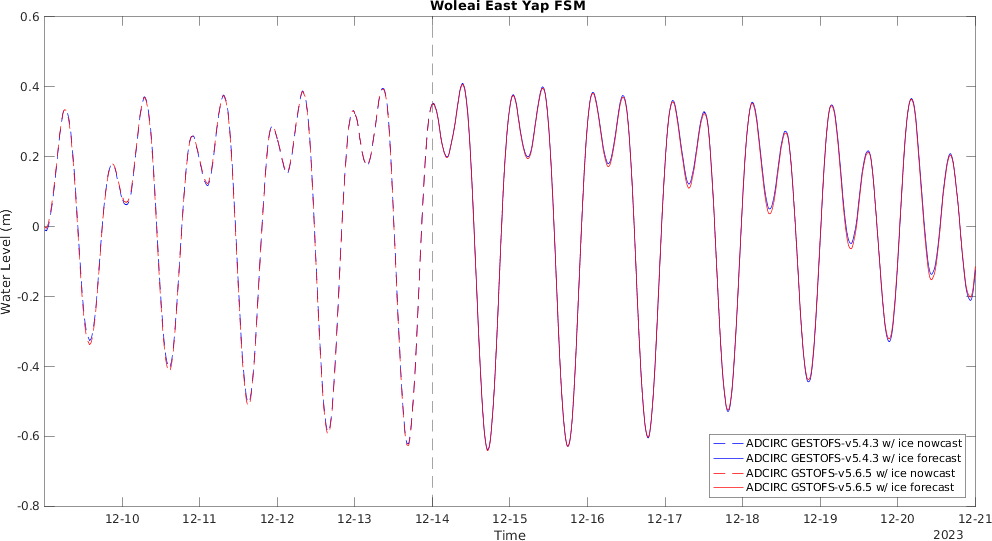 Woleai East Yap FSM
0.6
0.4
0.2
0
-0.2
-0.4
-0.6
-0.8
Water Level (m)
ADCIRC GESTOFS-v5.4.3 w/ ice nowcast
ADCIRC GESTOFS-v5.4.3 w/ ice forecast
ADCIRC GSTOFS-v5.6.5 w/ ice nowcast
ADCIRC GSTOFS-v5.6.5 w/ ice forecast
12-10 12-11 12-12 12-13 12-14 12-15 12-16 12-17 12-18 12-19 12-20 12-21
Time
2023